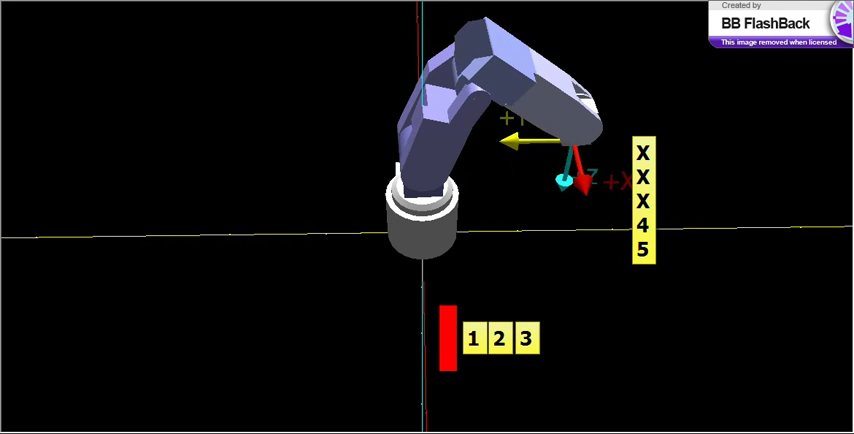 Created by
BB FlashBack
This image removed when licensed
+Y
Z
+X
X
X
X
4
5
1 2 3